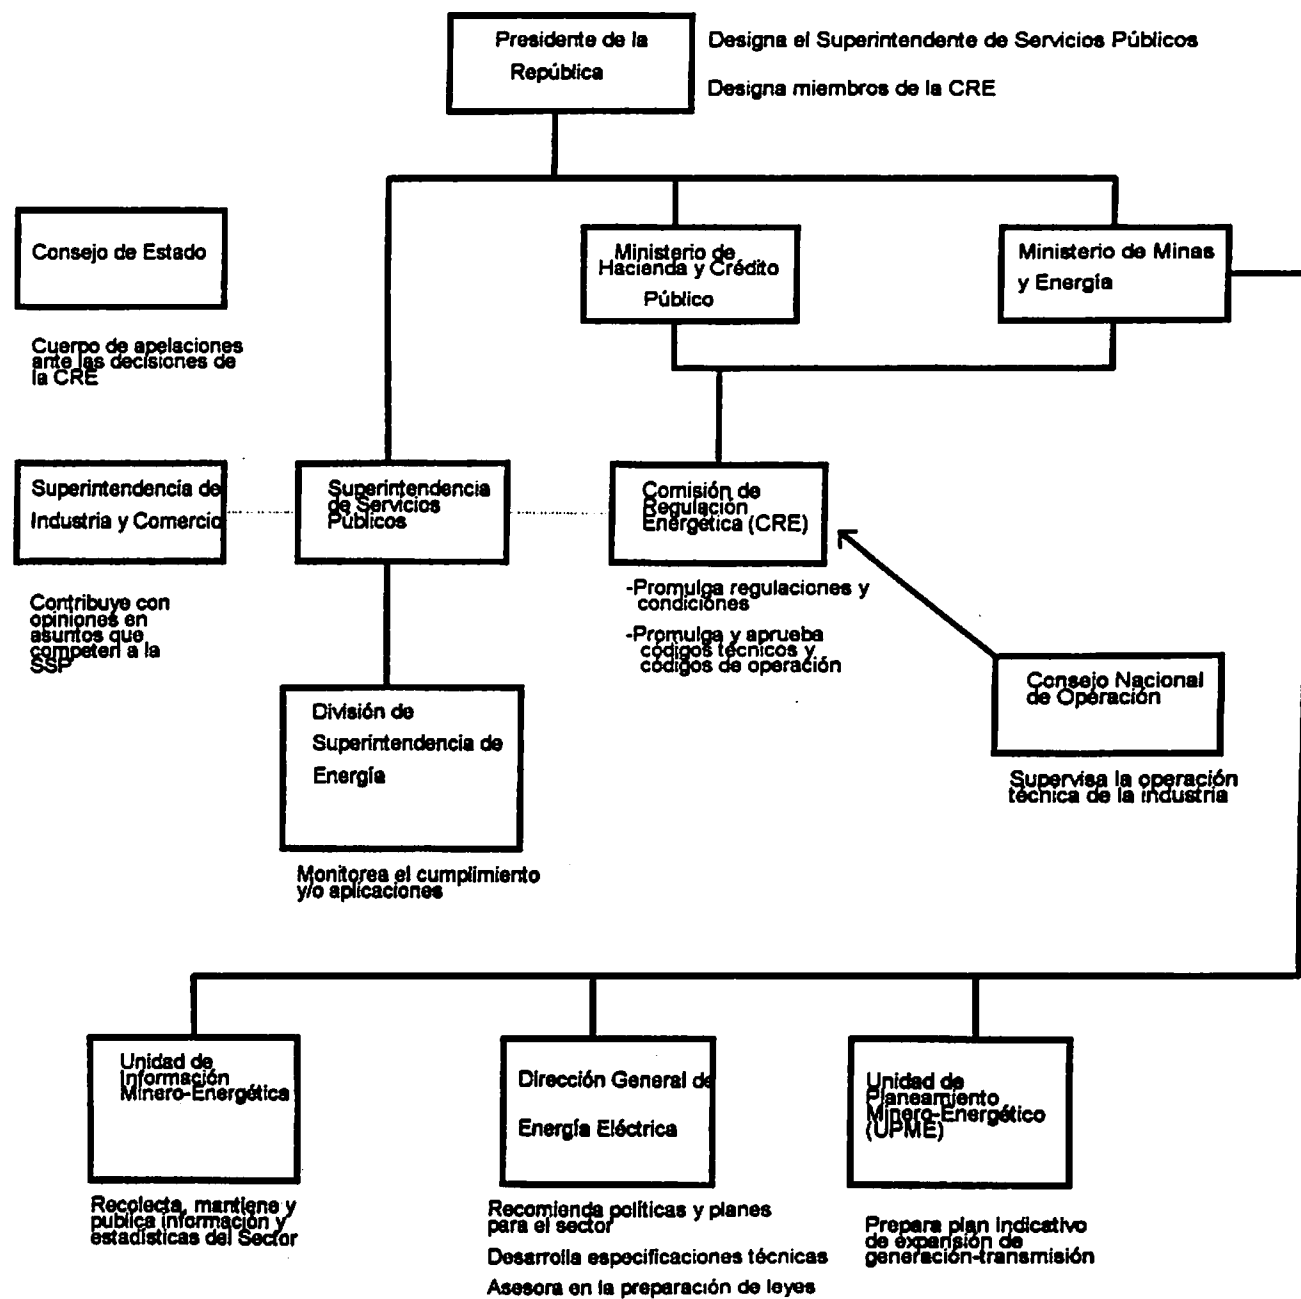 Presidente de la
República
Designa el Superintendente de Servicios Públicos
Designa miembros de la CRE
Consejo de Estado
Cuerpo de apelaciones
ante las decisiones de
la CRE
Ministerio de
Hacienda y Crédito
Público
Ministerio de Minas
y Energía
Superintendencia de
Industria y Comercio
Contribuye con
opiniones en
asuntos que
competen a la
SSP
Superintendencia
de Servicios
Públicos
Comisión de
Regulación
Energética (CRE)
-Promulga regulaciones y
condiciónes
-Promulga y aprueba
códigos técnicos y
códigos de operación
Consejo Nacional
de Operación
Supervisa la operación
técnica de la industria
División de
Superintendencia de
Energía
Monitorea el cumplimiento
y/o aplicaciones
Unidad de
Información
Minero-Energética
Recolecta, mantiene y
publica información y
estadísticas del Sector
Dirección General de
Energía Eléctrica
Recomienda políticas y planes
para el sector
Desarrolla especificaciones técnicas
Asesora en la preparación de leyes
Unidad de
Planeamiento
Minero-Energético
(UPME)
Prepara plan indicativo
de expansión de
generación-transmisión